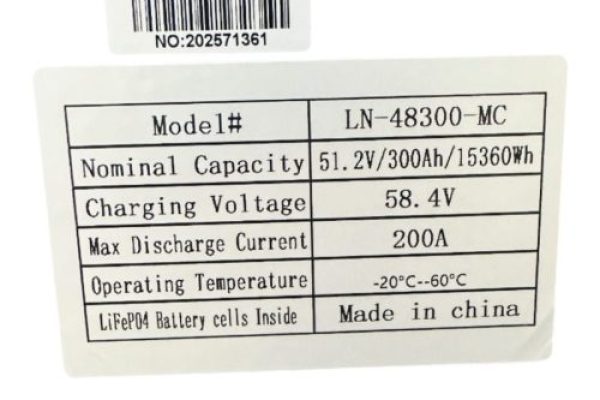 NO:202571361
Model# LN-48300-MC
Nominal Capacity 51.2V/300Ah/15360Wh
Charging Voltage 58.4V
Max Discharge Current 200A
Operating Temperature -20°C--60°C
LiFePO4 Battery cells Inside Made in china